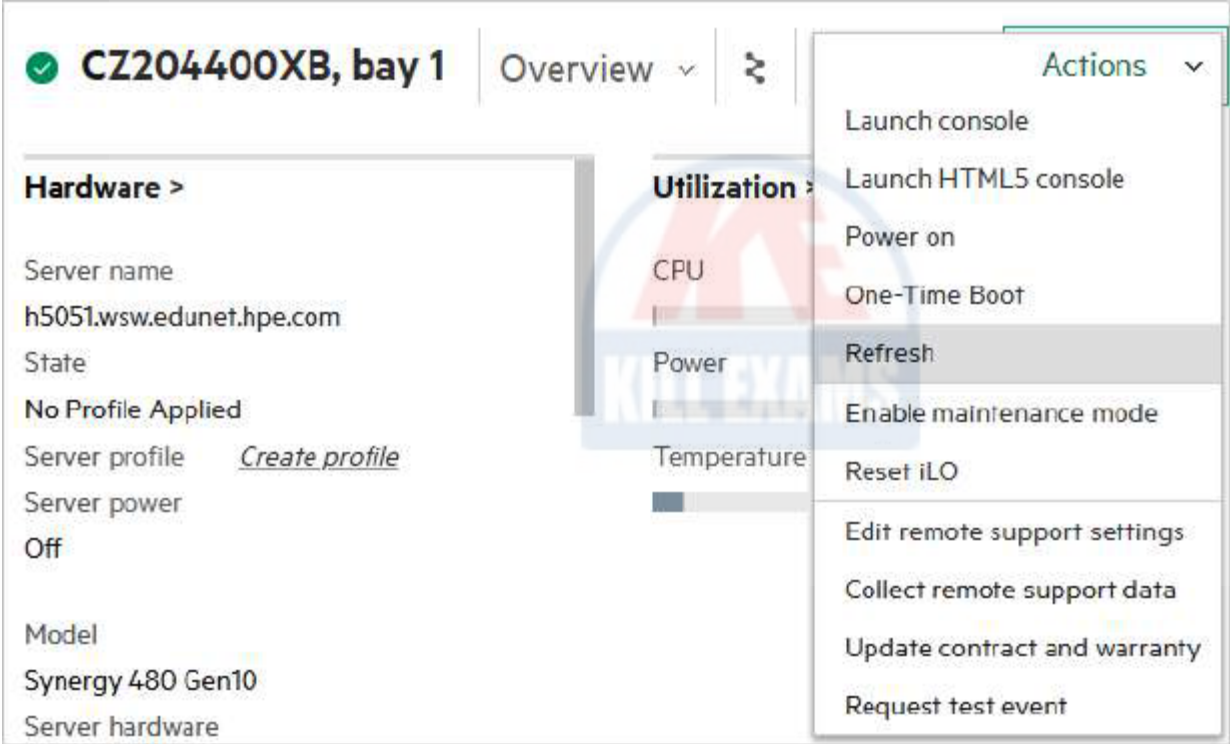 CZ204400XB, bay 1
Overview
Actions
Hardware >
Server name
h5051.wsw.edunet.hpe.com
State
No Profile Applied
Server profile Create profile
Server power
Off
Model
Synergy 480 Gen10
Server hardware
Utilization >
CPU
Power
Temperature
KILL EXAMS
Launch console
Launch HTML5 console
Power on
One-Time Boot
Refresh
Enable maintenance mode
Reset iLO
Edit remote support settings
Collect remote support data
Update contract and warranty
Request test event